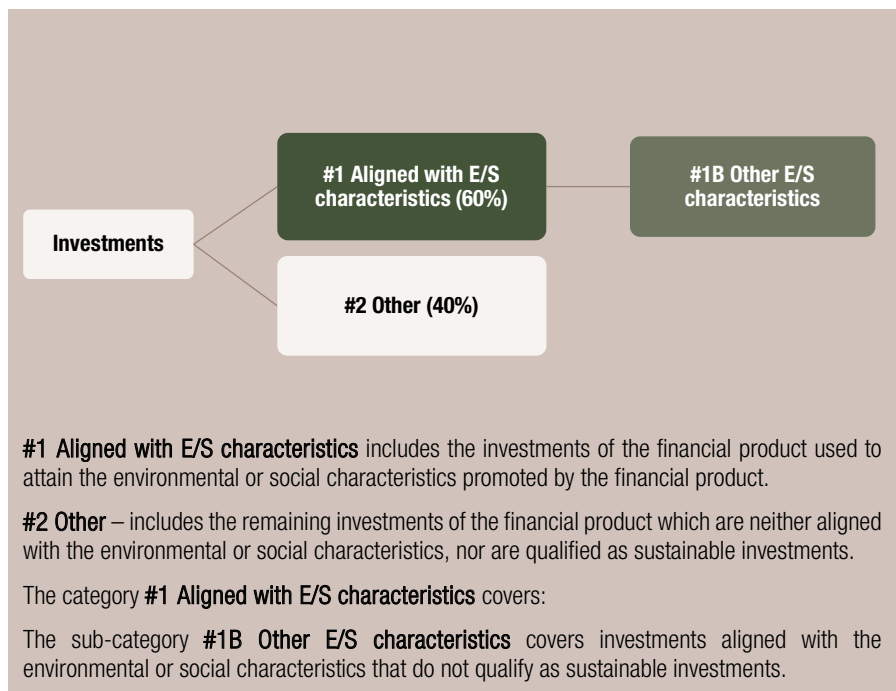 #1 Aligned with E/S
characteristics (60%)
#1B Other E/S
characteristics
Investments
#2 Other (40%)
#1 Aligned with E/S characteristics includes the investments of the financial product used to
attain the environmental or social characteristics promoted by the financial product.
#2 Other – includes the remaining investments of the financial product which are neither aligned
with the environmental or social characteristics, nor are qualified as sustainable investments.
The category #1 Aligned with E/S characteristics covers:
The sub-category #1B Other E/S characteristics covers investments aligned with the
environmental or social characteristics that do not qualify as sustainable investments.